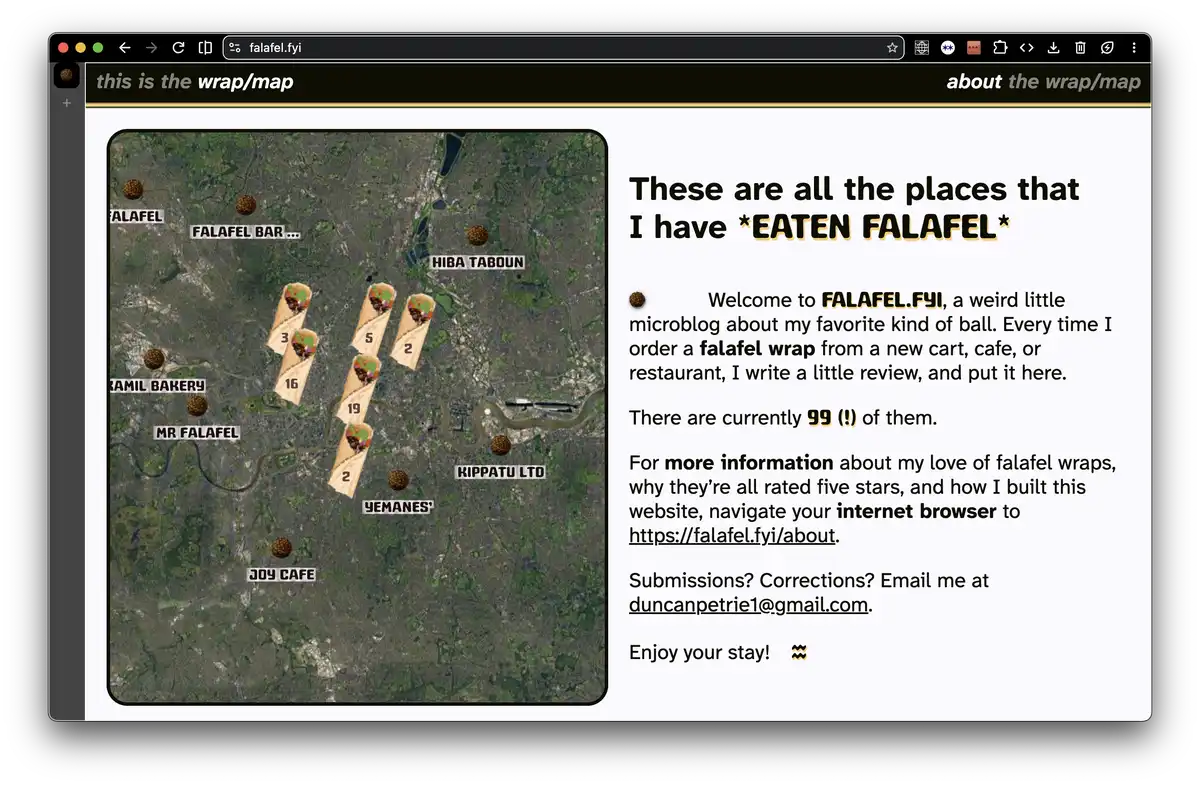 falafel.fyi
this is the wrap/map
about the wrap/map
FALAFEL
FALAFEL BAR ...
HIBA TABOUN
3
5
2
16
KAMIL BAKERY
19
MR FALAFEL
2
KIPPATU LTD
YEMANES'
JOY CAFE
These are all the places that
I have *EATEN FALAFEL*
Welcome to FALAFEL.FYI, a weird little
microblog about my favorite kind of ball. Every time I
order a falafel wrap from a new cart, cafe, or
restaurant, I write a little review, and put it here.
There are currently 99 (!) of them.
For more information about my love of falafel wraps,
why they're all rated five stars, and how I built this
website, navigate your internet browser to
https://falafel.fyi/about.
Submissions? Corrections? Email me at
duncanpetrie1@gmail.com.
Enjoy your stay!